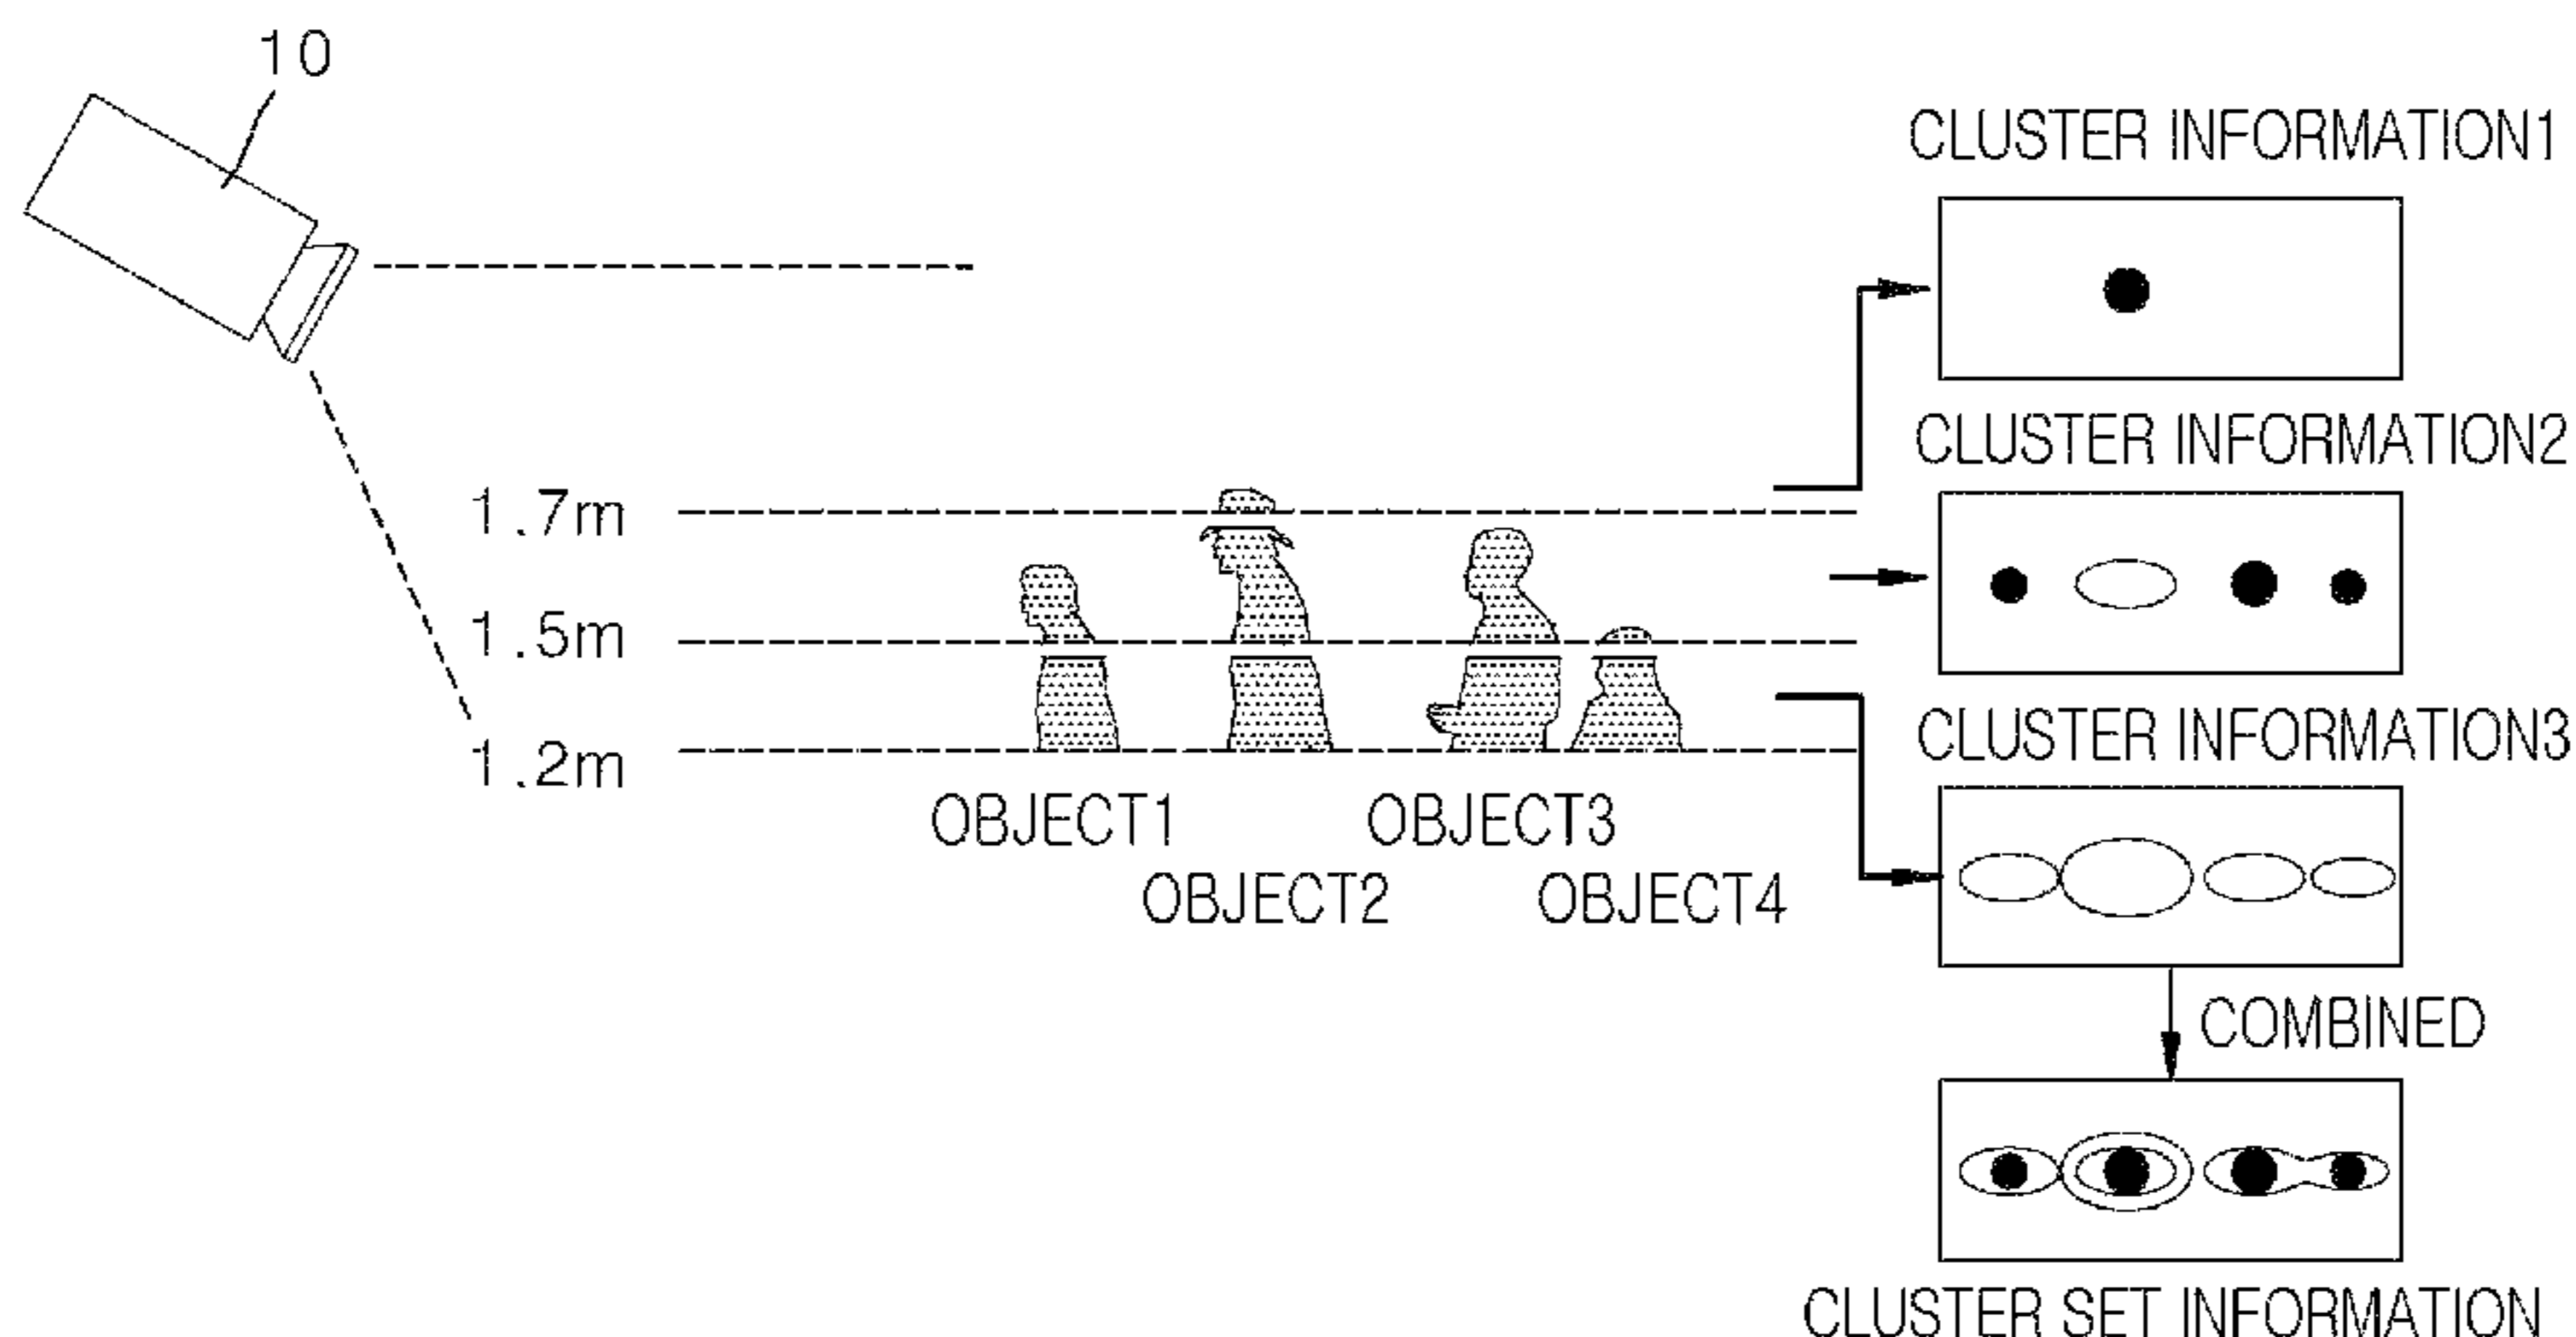 10
CLUSTER INFORMATION1
CLUSTER INFORMATION2
1.7m
1.5m
CLUSTER INFORMATION3
1.2m
OBJECT1
OBJECT3
OBJECT2
OBJECT4
COMBINED
CLUSTER SET INFORMATION